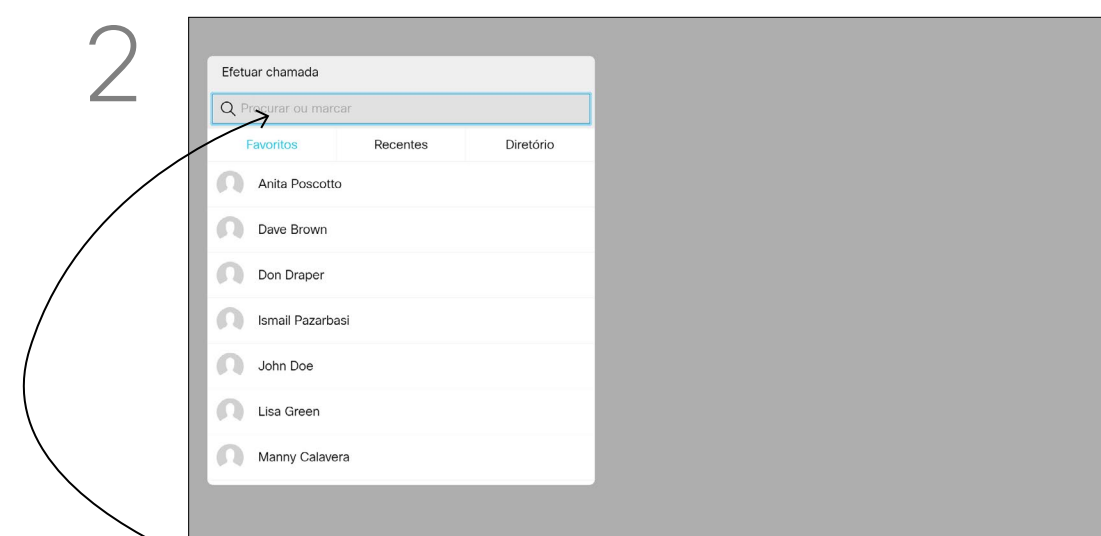 2
Efetuar chamada
Procurar ou marcar
Favoritos Recentes Diretório
Anita Poscotto
Dave Brown
Don Draper
Ismail Pazarbasi
John Doe
Lisa Green
Manny Calavera